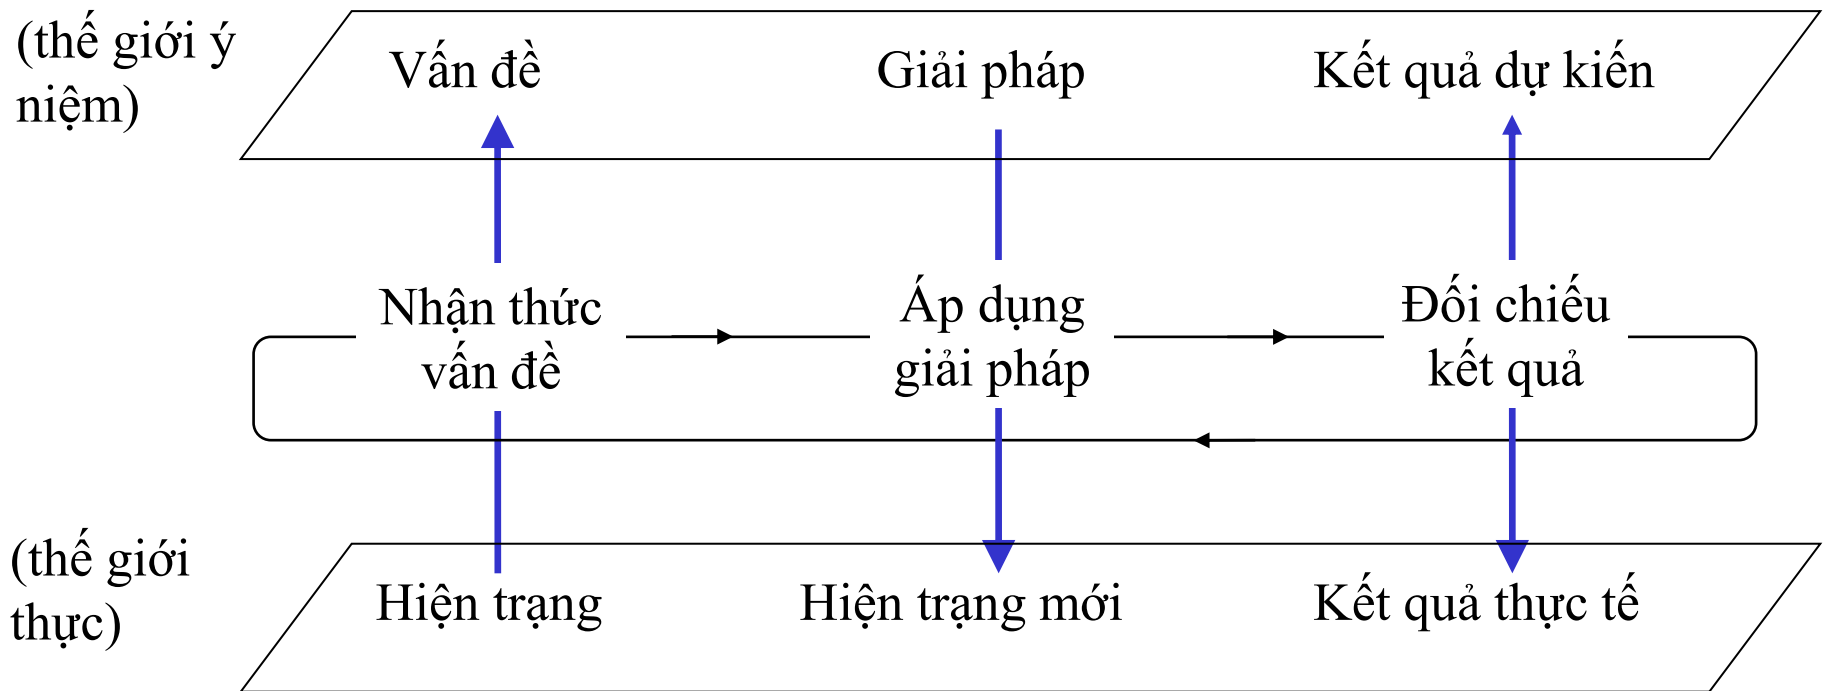 (thế giới ý
niệm)
Vấn đề
Giải pháp
Kết quả dự kiến
Nhận thức
vấn đề
Áp dụng
giải pháp
Đối chiếu
kết quả
(thế giới
thực)
Hiện trạng
Hiện trạng mới
Kết quả thực tế